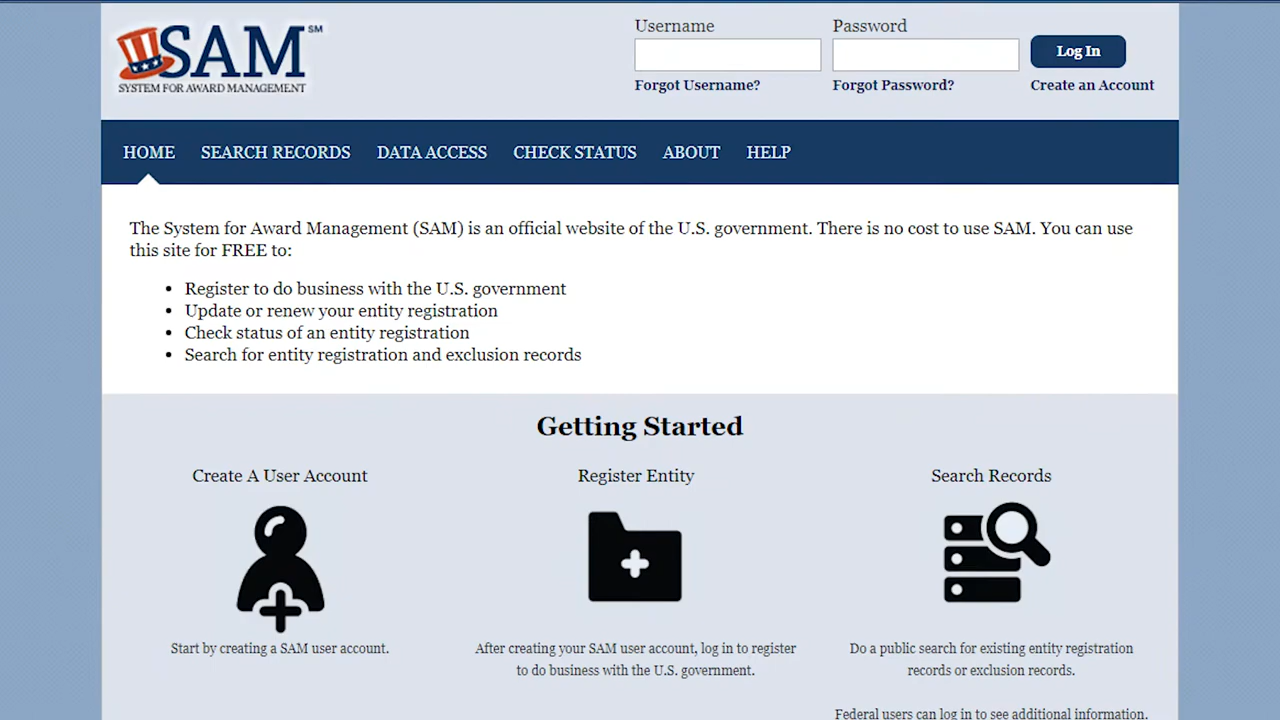 SAM SM
SYSTEM FOR AWARD MANAGEMENT
Username
Password
Log In
Forgot Username?
Forgot Password?
Create an Account
HOME SEARCH RECORDS DATA ACCESS CHECK STATUS ABOUT HELP
The System for Award Management (SAM) is an official website of the U.S. government. There is no cost to use SAM. You can use
this site for FREE to:
• Register to do business with the U.S. government
• Update or renew your entity registration
• Check status of an entity registration
• Search for entity registration and exclusion records
Getting Started
Create A User Account
Start by creating a SAM user account.
Register Entity
After creating your SAM user account, log in to register
to do business with the U.S. government.
Search Records
Do a public search for existing entity registration
records or exclusion records.
Federal users can log in to see additional information.